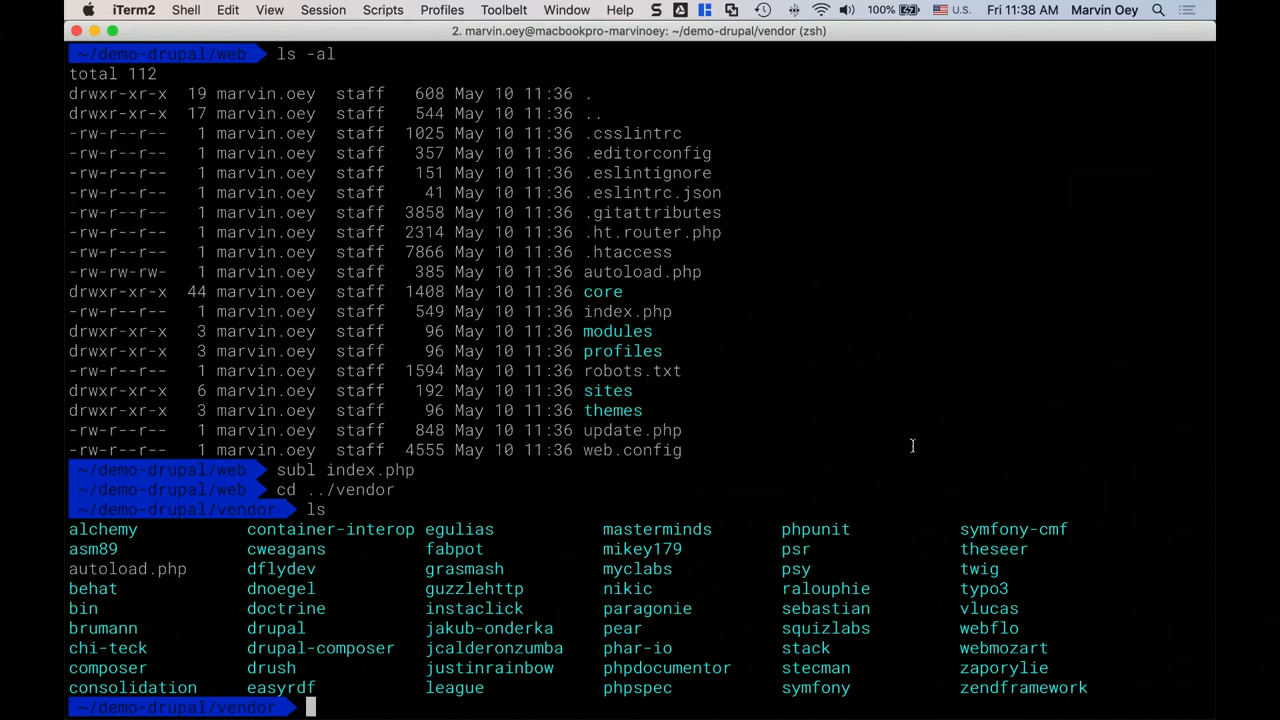 iTerm2 Shell Edit View Session Scripts Profiles Toolbelt Window Help S 100% U.S. Fri 11:38 AM Marvin Oey
2. marvin.oey@macbookpro-marvinoey: ~/demo-drupal/vendor (zsh)
~/demo-drupal/web ls -al
total 112
drwxr-xr-x 19 marvin.oey staff 608 May 10 11:36 .
drwxr-xr-x 17 marvin.oey staff 544 May 10 11:36 ..
-rw-r--r-- 1 marvin.oey staff 1025 May 10 11:36 .csslintrc
-rw-r--r-- 1 marvin.oey staff 357 May 10 11:36 .editorconfig
-rw-r--r-- 1 marvin.oey staff 151 May 10 11:36 .eslintignore
-rw-r--r-- 1 marvin.oey staff 41 May 10 11:36 .eslintrc.json
-rw-r--r-- 1 marvin.oey staff 3858 May 10 11:36 .gitattributes
-rw-r--r-- 1 marvin.oey staff 2314 May 10 11:36 .ht.router.php
-rw-r--r-- 1 marvin.oey staff 7866 May 10 11:36 .htaccess
-rw-rw-rw- 1 marvin.oey staff 385 May 10 11:36 autoload.php
drwxr-xr-x 44 marvin.oey staff 1408 May 10 11:36 core
-rw-r--r-- 1 marvin.oey staff 549 May 10 11:36 index.php
drwxr-xr-x 3 marvin.oey staff 96 May 10 11:36 modules
drwxr-xr-x 3 marvin.oey staff 96 May 10 11:36 profiles
-rw-r--r-- 1 marvin.oey staff 1594 May 10 11:36 robots.txt
drwxr-xr-x 6 marvin.oey staff 192 May 10 11:36 sites
drwxr-xr-x 3 marvin.oey staff 96 May 10 11:36 themes
-rw-r--r-- 1 marvin.oey staff 848 May 10 11:36 update.php
-rw-r--r-- 1 marvin.oey staff 4555 May 10 11:36 web.config
~/demo-drupal/web subl index.php
~/demo-drupal/web cd ../vendor
~/demo-drupal/vendor ls
alchemy container-interop egulias masterminds phpunit symfony-cmf
asm89 cweagans fabpot mikey179 psr theseer
autoload.php dflydev grasmash myclabs psy twig
behat dnoegel guzzlehttp nikic ralouphie typo3
bin doctrine instaclick paragonie sebastian vlucas
brumann drupal jakub-onderka pear squizlabs webflo
chi-teck drupal-composer jcalderonzumba phar-io stack webmozart
composer drush justinrainbow phpdocumentor stecman zaporylie
consolidation easyrdf league phpspec symfony zendframework
~/demo-drupal/vendor